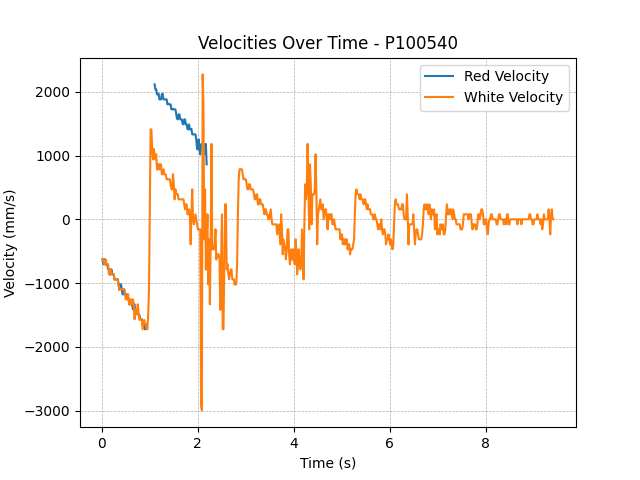 Velocities Over Time - P100540
Red Velocity
White Velocity
Velocity (mm/s)
2000
1000
0
−1000
−2000
−3000
0 2 4 6 8
Time (s)